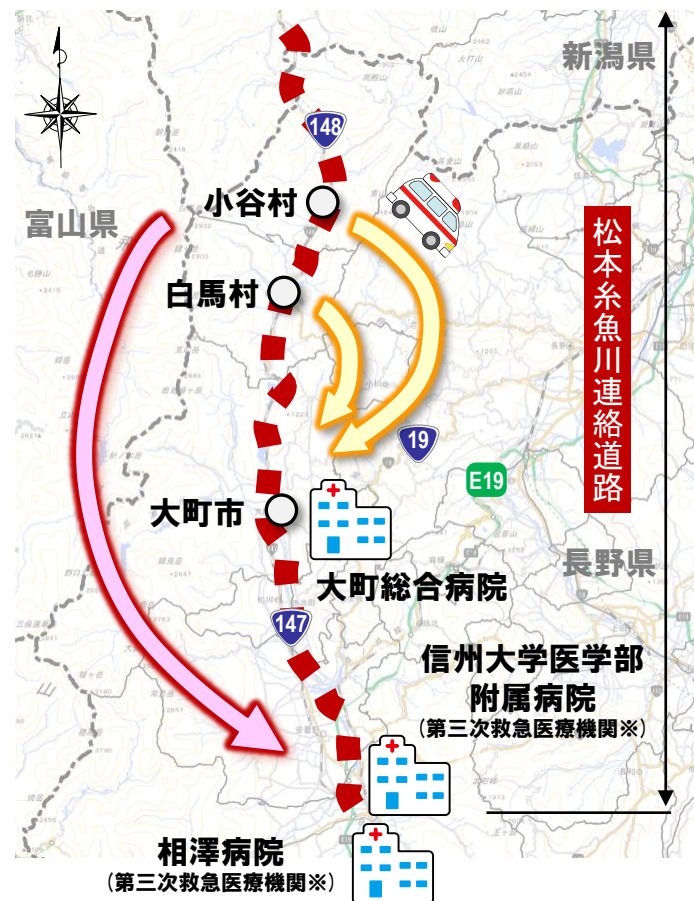 新潟県
148
小谷村
富山県
白馬村
松本糸魚川連絡道路
19
E19
大町市
長野県
大町総合病院
147
信州大学医学部
附属病院
(第三次救急医療機関※)
相澤病院
(第三次救急医療機関※)